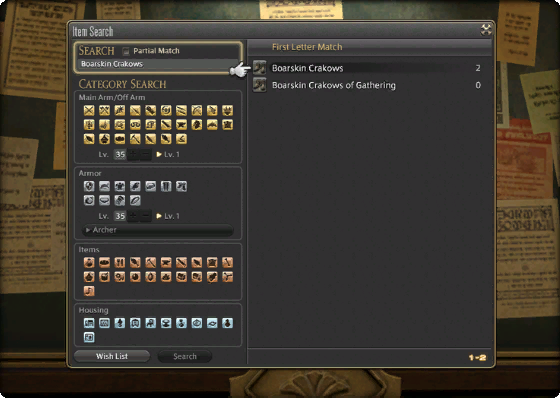 Item Search
SEARCH Partial Match
Boarskin Crakows
CATEGORY SEARCH
Main Arm/Off Arm
Lv. 35 Lv. 1
Armor
Lv. 35 Lv. 1
Archer
Items
Housing
Wish List Search
First Letter Match
Boarskin Crakows 2
Boarskin Crakows of Gathering 0
1-2